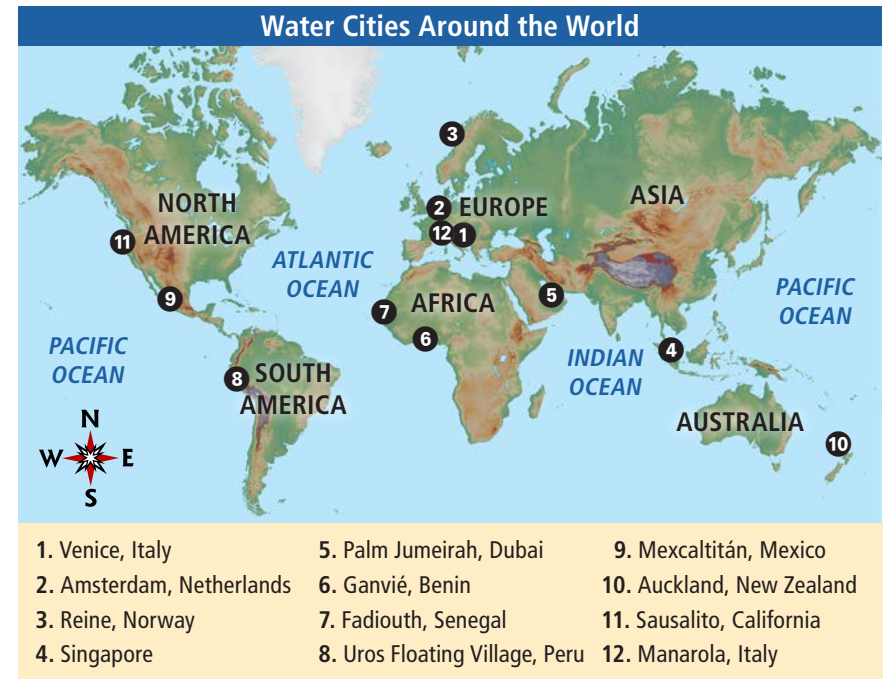 Water Cities Around the World
3
NORTH
AMERICA
2 EUROPE
ASIA
11
12 1
ATLANTIC
OCEAN
9
7
AFRICA
5
PACIFIC
OCEAN
6
PACIFIC
OCEAN
8 SOUTH
AMERICA
INDIAN
OCEAN
4
AUSTRALIA
10
N
W E
S
1. Venice, Italy
2. Amsterdam, Netherlands
3. Reine, Norway
4. Singapore
5. Palm Jumeirah, Dubai
6. Ganvié, Benin
7. Fadiouth, Senegal
8. Uros Floating Village, Peru
9. Mexcaltitán, Mexico
10. Auckland, New Zealand
11. Sausalito, California
12. Manarola, Italy